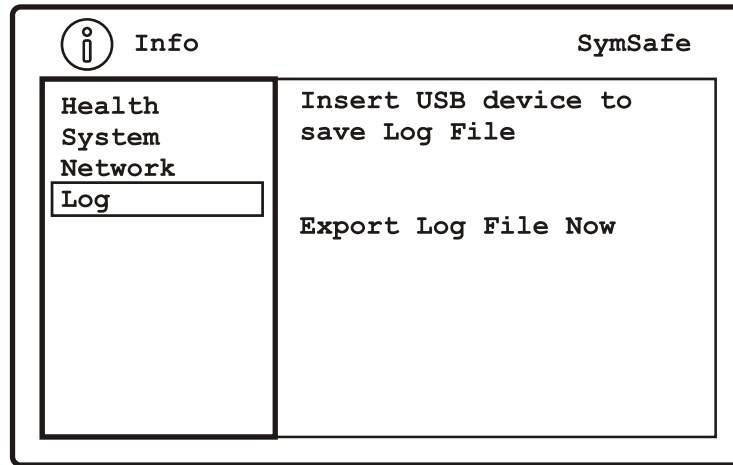 Info
SymSafe
Health
System
Network
Log
Insert USB device to
save Log File
Export Log File Now